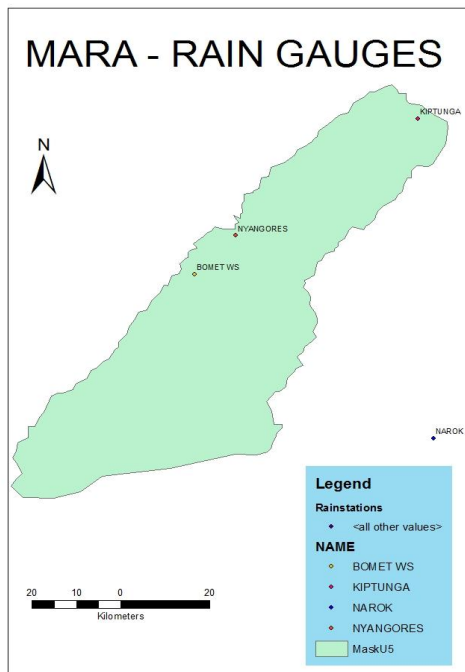 MARA - RAIN GAUGES
KIPTUNGA
N
NYANGORES
BOMET WS
NAROK
Legend
Rainstations
<all other values>
NAME
BOMET WS
KIPTUNGA
NAROK
NYANGORES
MaskU5
20 10 0 20
Kilometers